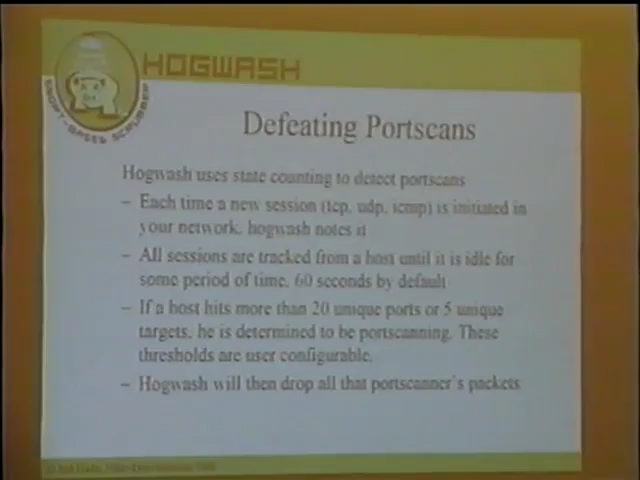 HOGWASH
SNORT-BASED SCRUBBER
Defeating Portscans
Hogwash uses state counting to detect portscans
– Each time a new session (tcp, udp, icmp) is initiated in
your network, hogwash notes it
– All sessions are tracked from a host until it is idle for
some period of time, 60 seconds by default
– If a host hits more than 20 unique ports or 5 unique
targets, he is determined to be portscanning. These
thresholds are user configurable.
– Hogwash will then drop all that portscanner's packets